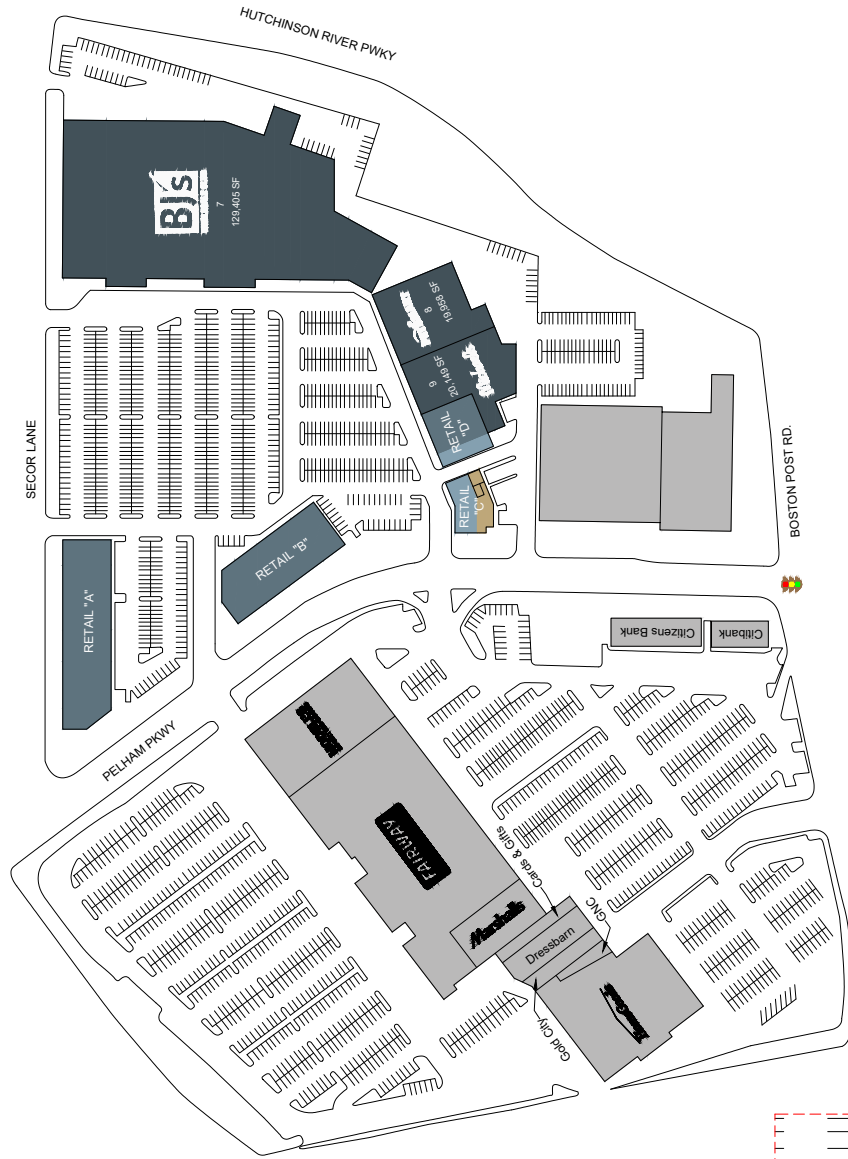 HUTCHINSON RIVER PWKY
BJ's
7
129,405 SF
8
19,958 SF
9
20,149 SF
RETAIL
"D"
SECOR LANE
RETAIL
"C"
BOSTON POST RD.
RETAIL "B"
RETAIL "A"
Citizens Bank
Citibank
PELHAM PKWY
FAIRWAY
Cards & Gifts
Marshalls
GNC
Dressbarn
Gold City